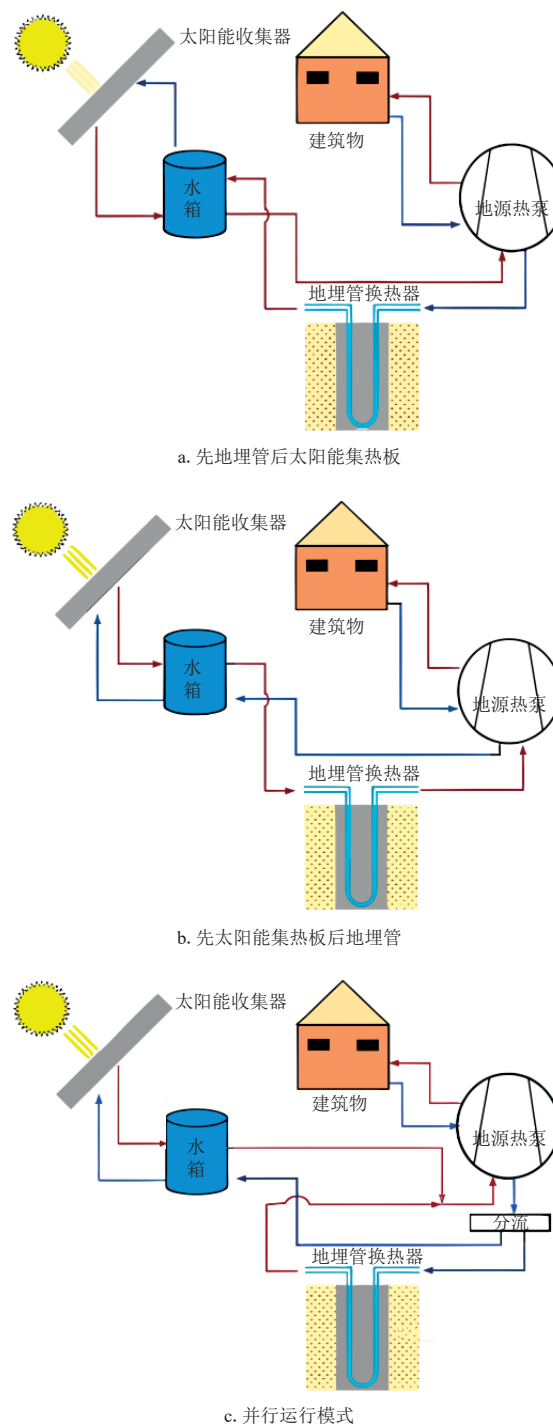 太阳能收集器
建筑物
水
箱
地源热泵
地埋管换热器
a. 先地埋管后太阳能集热板
太阳能收集器
建筑物
水
箱
地源热泵
地埋管换热器
b. 先太阳能集热板后地埋管
太阳能收集器
建筑物
水
箱
地源热泵
分流
地埋管换热器
c. 并行运行模式